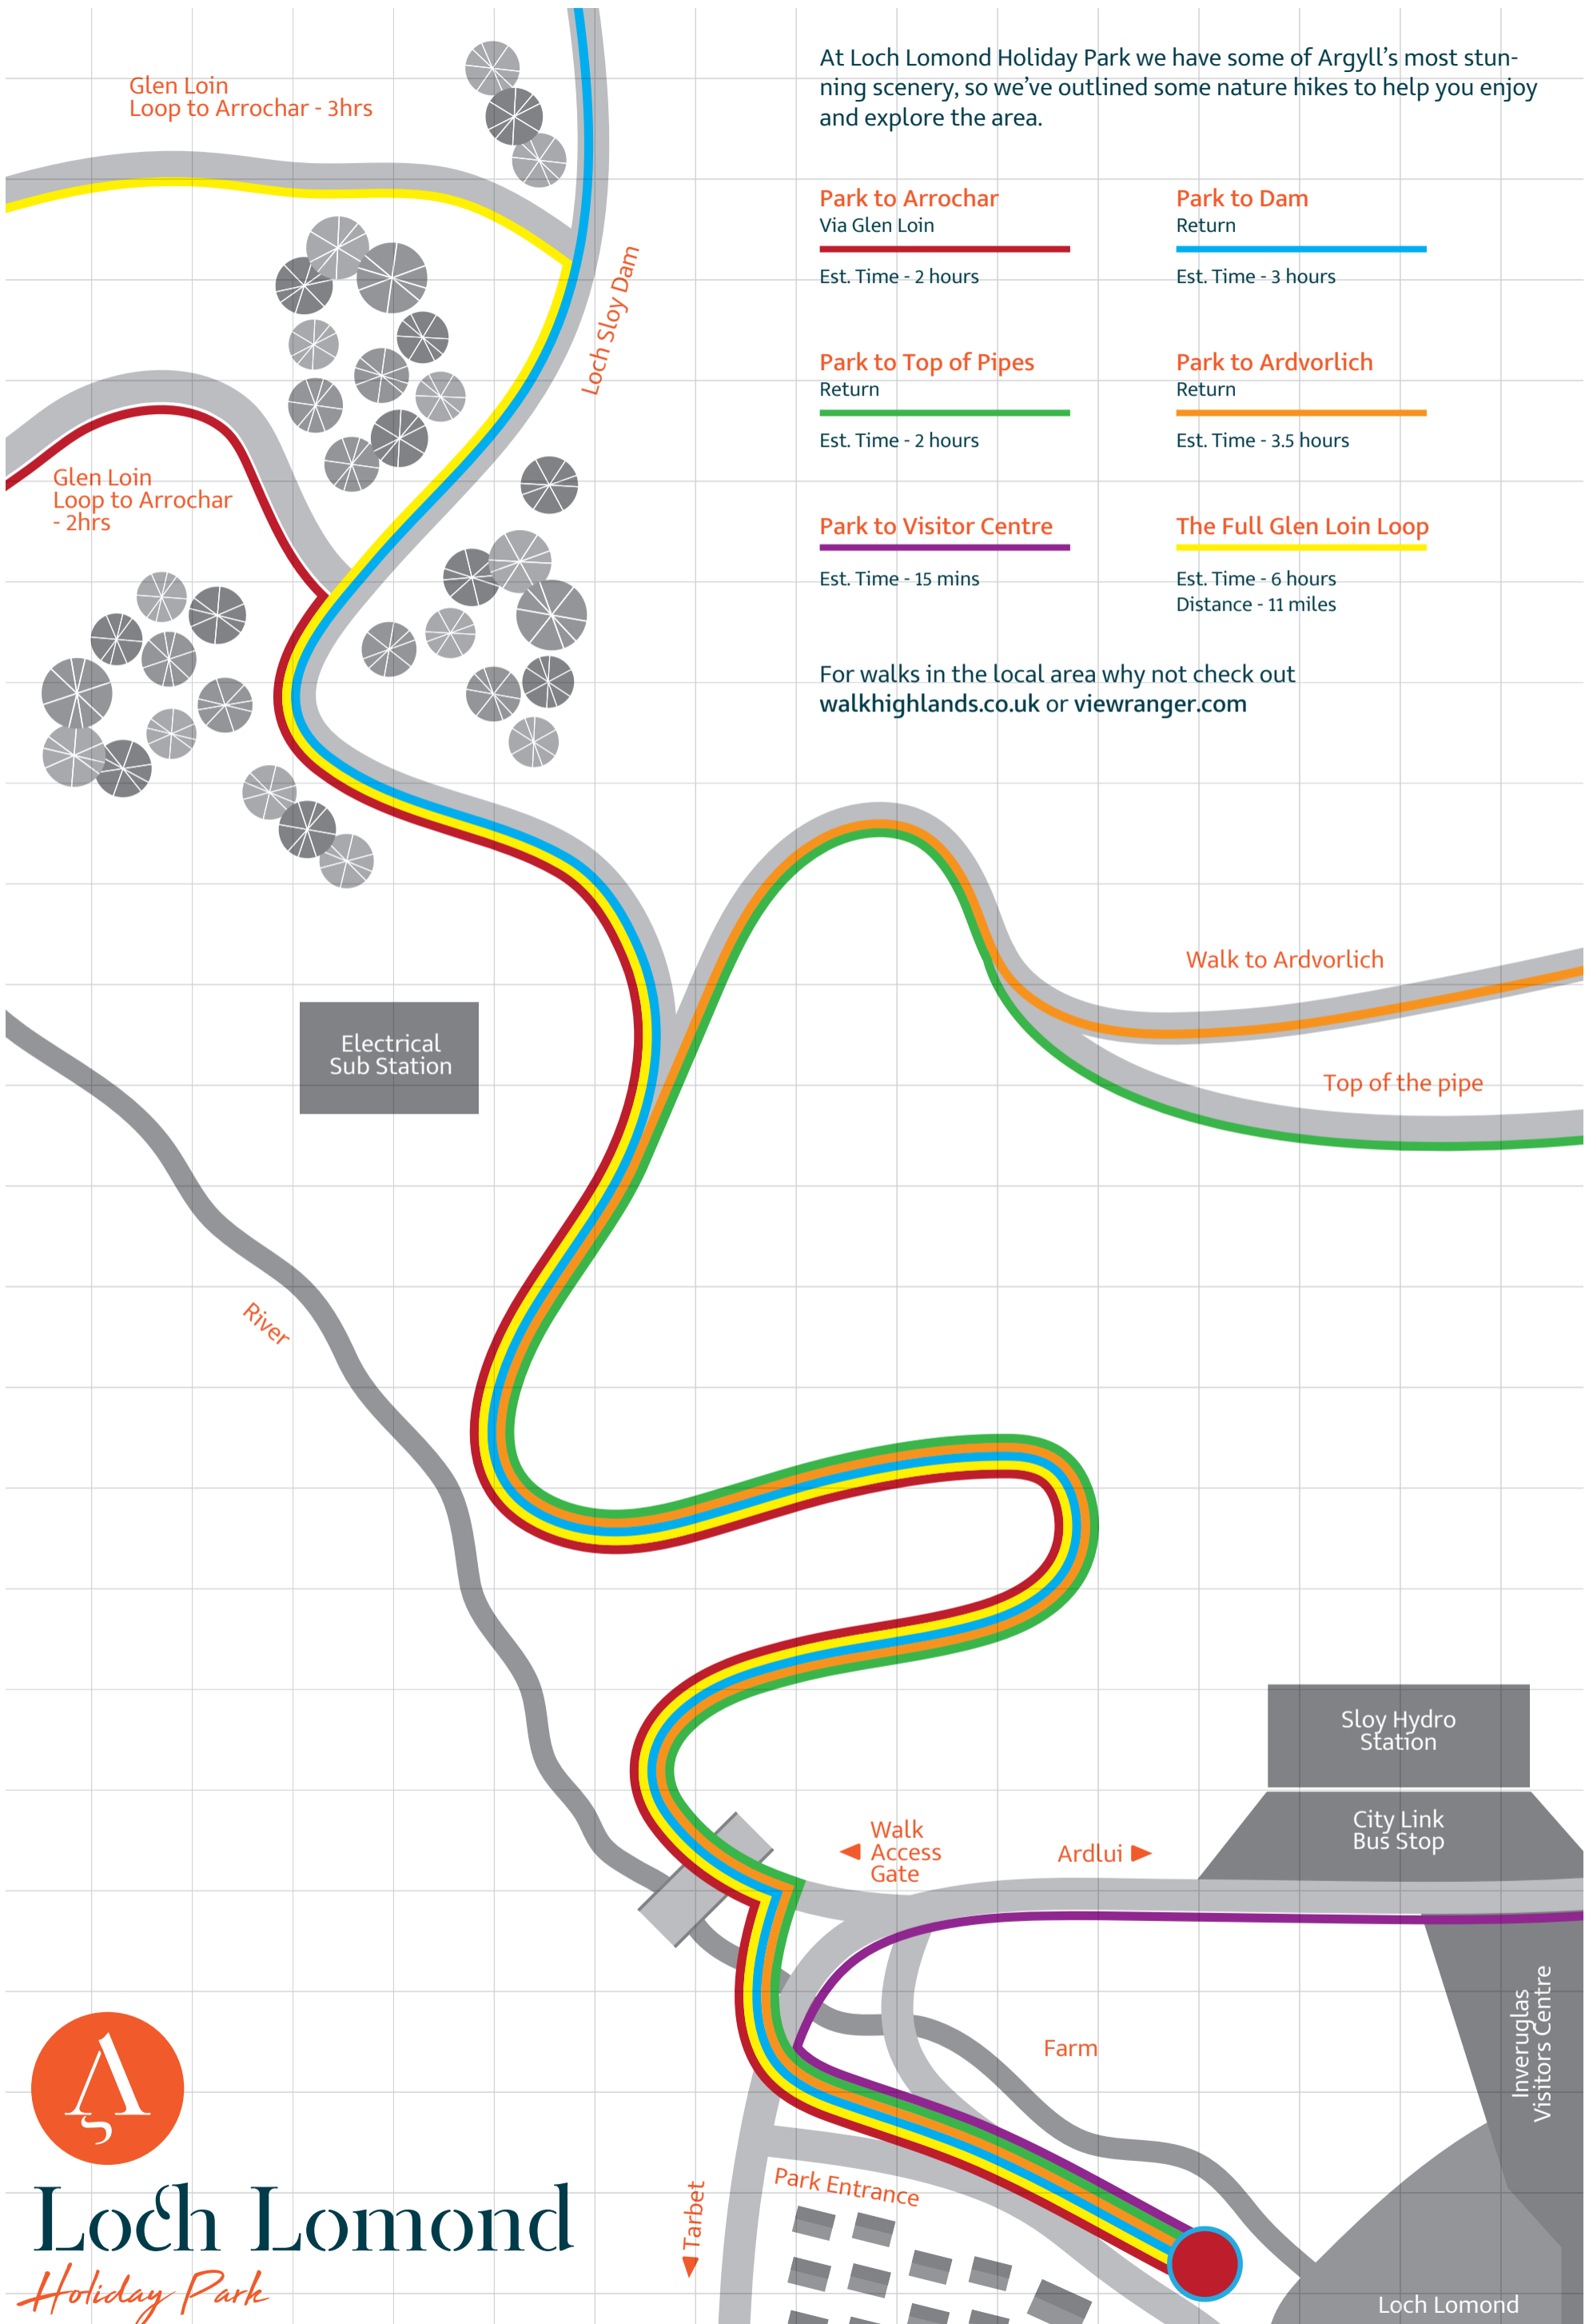 At Loch Lomond Holiday Park we have some of Argyll’s most stun-
ning scenery, so we’ve outlined some nature hikes to help you enjoy
and explore the area.
Glen Loin
Loop to Arrochar - 3hrs
Park to Arrochar
Via Glen Loin
Est. Time - 2 hours
Park to Dam
Return
Est. Time - 3 hours
Loch Sloy Dam
Park to Top of Pipes
Return
Est. Time - 2 hours
Park to Ardvorlich
Return
Est. Time - 3.5 hours
Glen Loin
Loop to Arrochar
- 2hrs
Park to Visitor Centre
Est. Time - 15 mins
The Full Glen Loin Loop
Est. Time - 6 hours
Distance - 11 miles
For walks in the local area why not check out
walkhighlands.co.uk or viewranger.com
Walk to Ardvorlich
Electrical
Sub Station
Top of the pipe
River
Sloy Hydro
Station
City Link
Bus Stop
Walk
Access
Gate
Ardlui
Inveruglas
Visitors Centre
Farm
Park Entrance
Tarbet
Loch Lomond
Holiday Park
Loch Lomond